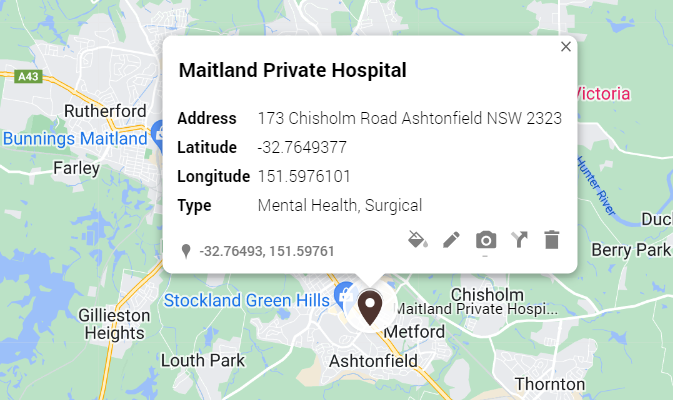 A43
Rutherford
Bunnings Maitland
Farley
Maitland Private Hospital
Address 173 Chisholm Road Ashtonfield NSW 2323
Latitude -32.7649377
Longitude 151.5976101
Type Mental Health, Surgical
-32.76493, 151.59761
Victoria
Hunter River
Duc
Berry Park
Stockland Green Hills
Chisholm
Maitland Private Hospi...
Gillieston
Heights
Metford
Louth Park
Ashtonfield
Thornton